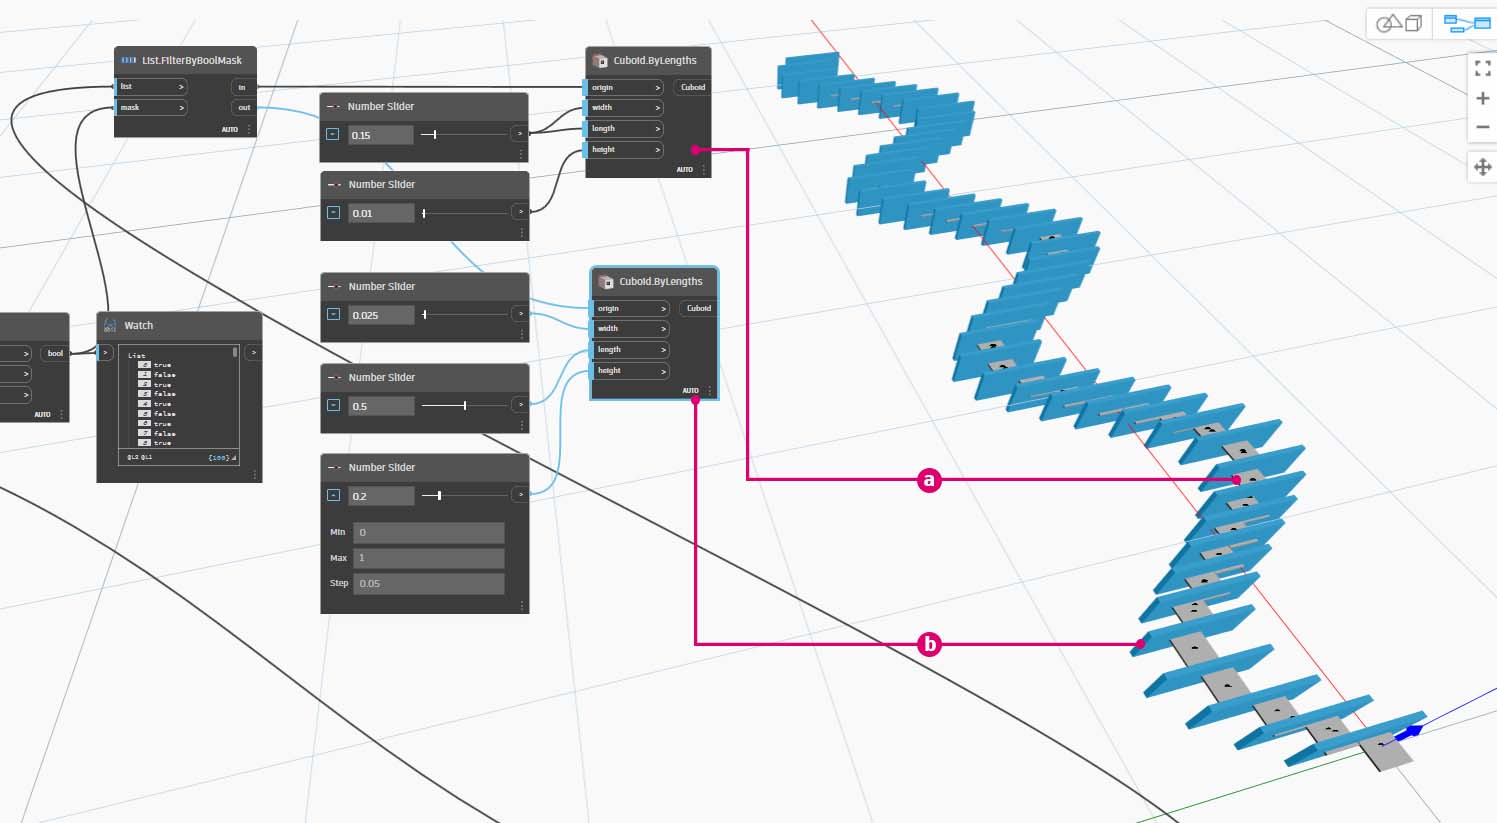 List.FilterByBoolMask
list
>
in
mask
>
out
AUTO
Number Slider
0.15
>
Number Slider
0.01
>
Number Slider
0.025
>
Number Slider
0.5
>
Number Slider
0.2
>
Min 0
Max 1
Step 0.05
Cuboid.ByLengths
origin > Cuboid
width >
length >
height >
AUTO
Cuboid.ByLengths
origin > Cuboid
width >
length >
height >
AUTO
> bool
>
>
AUTO
Watch
> >
List
0 true
1 false
2 true
3 false
4 true
5 false
6 true
7 false
8 true
@L2 @L1 {100}
a
b